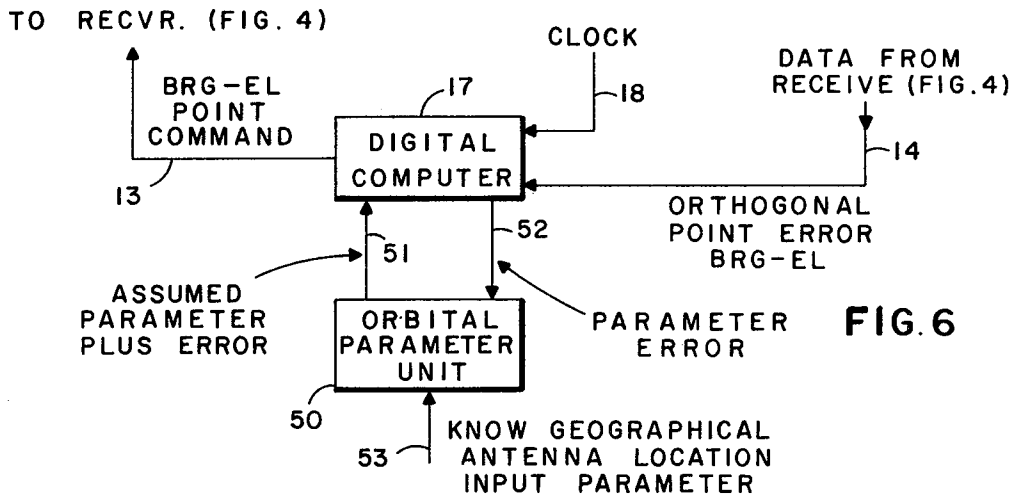 TO RECVR. (FIG. 4)
CLOCK
DATA FROM
RECEIVE (FIG.4)
BRG-EL
POINT
COMMAND
17
18
14
13
DIGITAL
COMPUTER
ORTHOGONAL
POINT ERROR
BRG-EL
51
52
ASSUMED
PARAMETER
PLUS ERROR
ORBITAL
PARAMETER
UNIT
PARAMETER
ERROR
FIG.6
50
53
KNOW GEOGRAPHICAL
ANTENNA LOCATION
INPUT PARAMETER